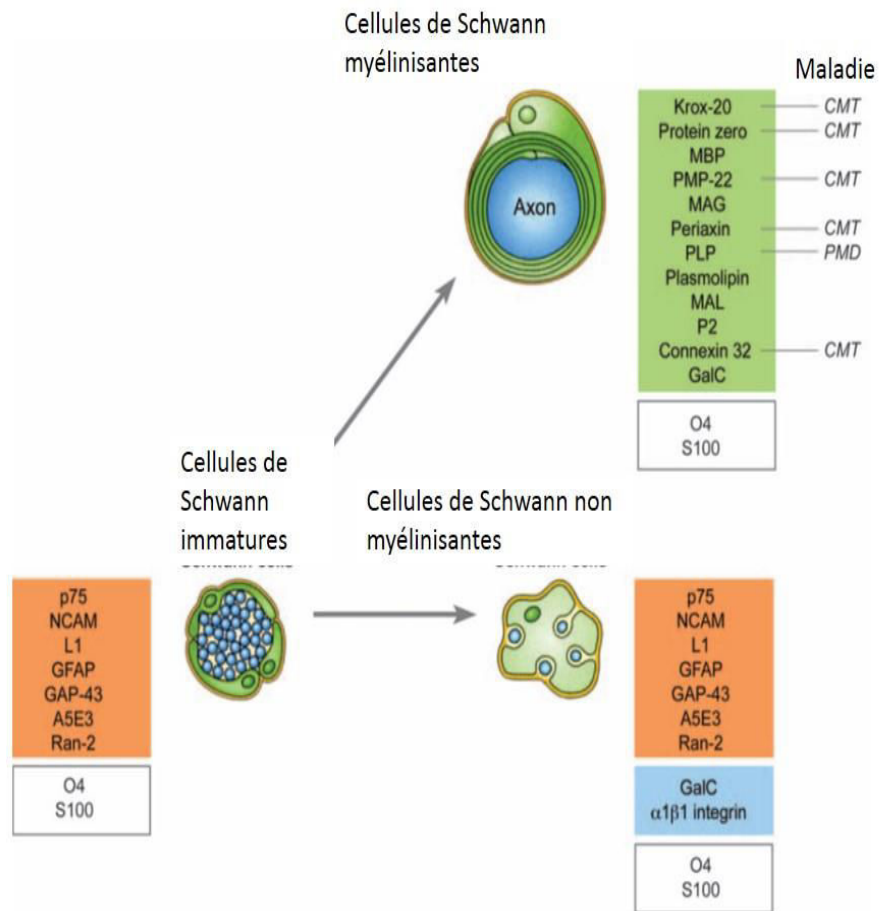 Cellules de Schwann
myélinisantes
Maladie
Krox-20 CMT
Protein zero CMT
MBP
PMP-22 CMT
MAG
Periaxin CMT
PLP PMD
Plasmolipin
MAL
P2
Connexin 32 CMT
GalC
O4
S100
Axon
Cellules de
Schwann
immatures
Cellules de Schwann non
myélinisantes
p75
NCAM
L1
GFAP
GAP-43
A5E3
Ran-2
O4
S100
p75
NCAM
L1
GFAP
GAP-43
A5E3
Ran-2
GalC
α1β1 integrin
O4
S100